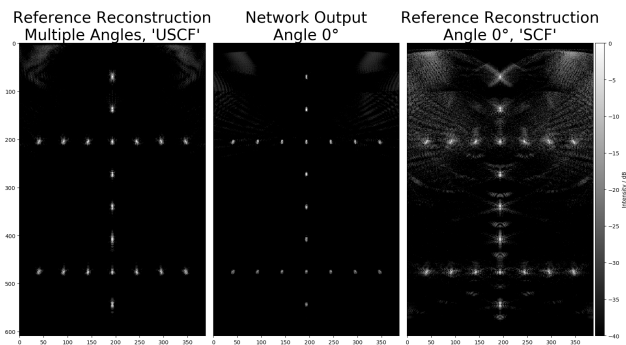 Reference Reconstruction
Multiple Angles, 'USCF'
Network Output
Angle 0°
Reference Reconstruction
Angle 0°, 'SCF'
0
100
200
300
400
500
600
0 50 100 150 200 250 300 350
0 50 100 150 200 250 300 350
0 50 100 150 200 250 300 350
0
−5
−10
−15
−20
−25
−30
−35
−40
Intensity / dB